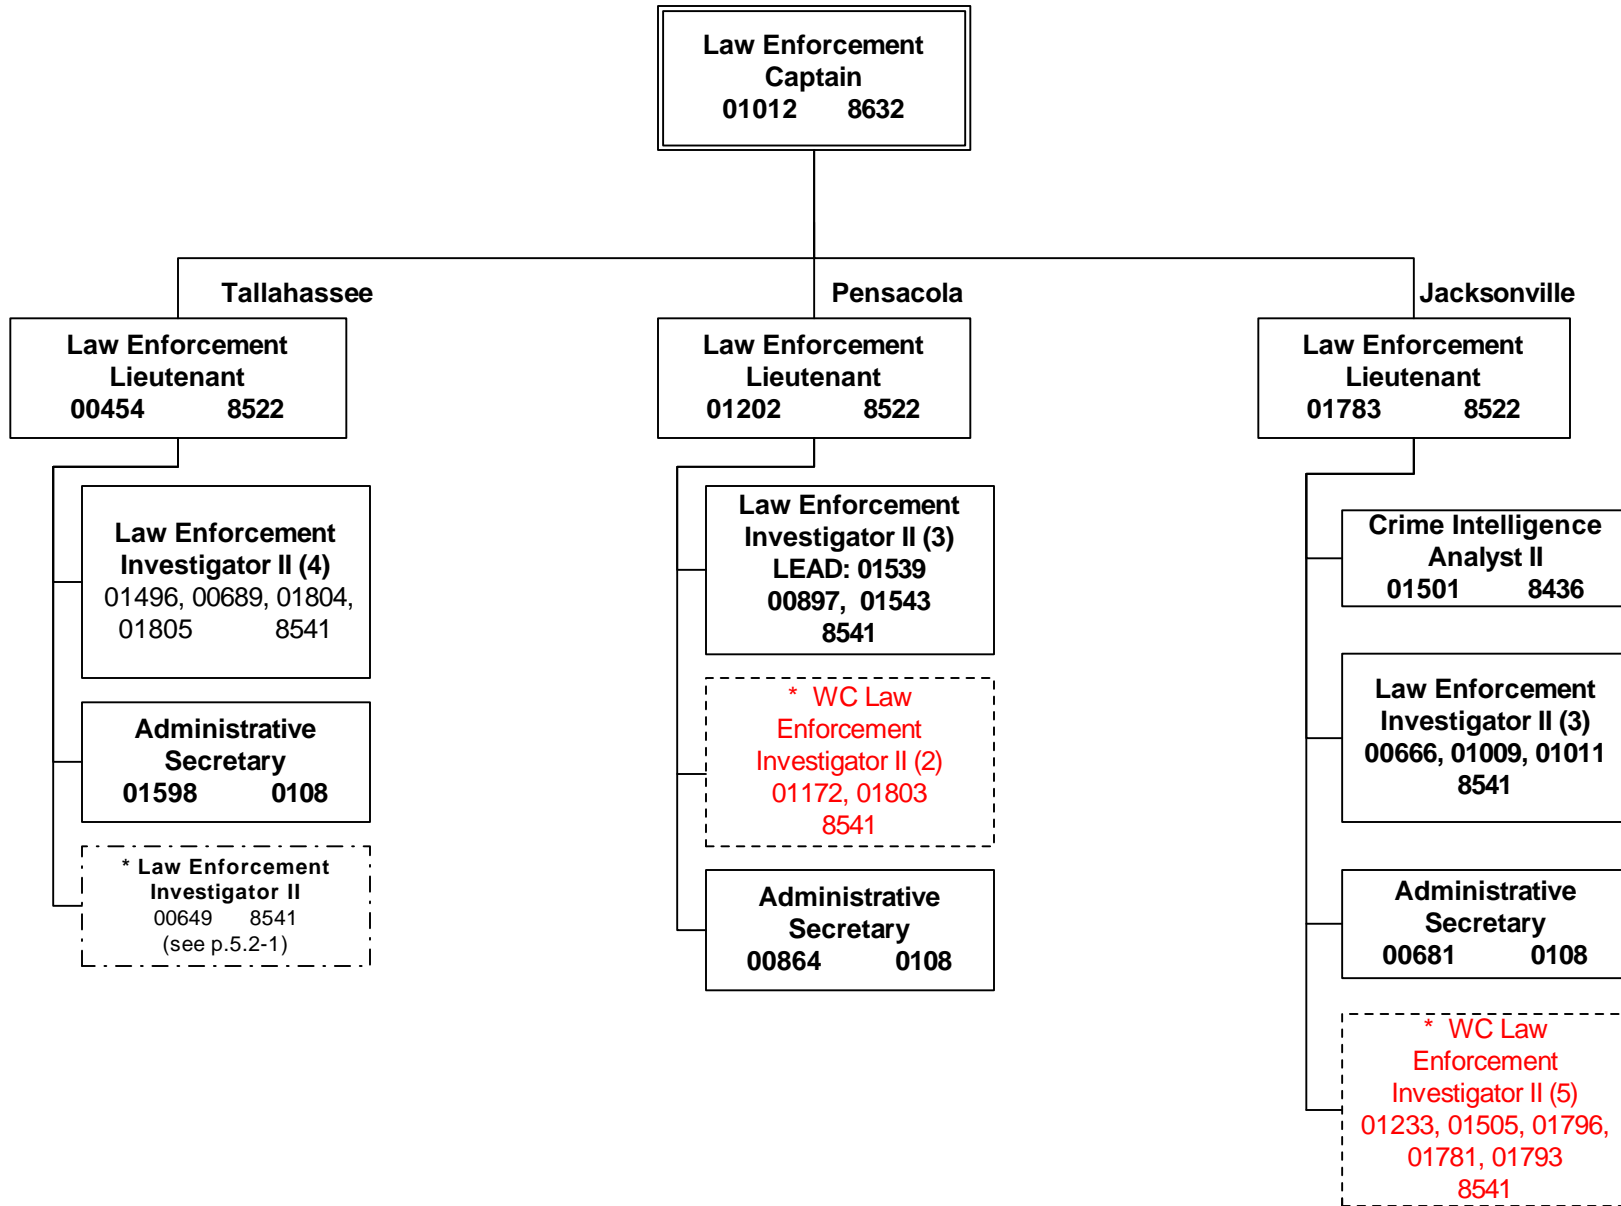 Law Enforcement
Captain
01012 8632
Tallahassee
Law Enforcement
Lieutenant
00454 8522
Law Enforcement
Investigator II (4)
01496, 00689, 01804,
01805 8541
Administrative
Secretary
01598 0108
* Law Enforcement
Investigator II
00649 8541
(see p.5.2-1)
Pensacola
Law Enforcement
Lieutenant
01202 8522
Law Enforcement
Investigator II (3)
LEAD: 01539
00897, 01543
8541
* WC Law
Enforcement
Investigator II (2)
01172, 01803
8541
Administrative
Secretary
00864 0108
Jacksonville
Law Enforcement
Lieutenant
01783 8522
Crime Intelligence
Analyst II
01501 8436
Law Enforcement
Investigator II (3)
00666, 01009, 01011
8541
Administrative
Secretary
00681 0108
* WC Law
Enforcement
Investigator II (5)
01233, 01505, 01796,
01781, 01793
8541